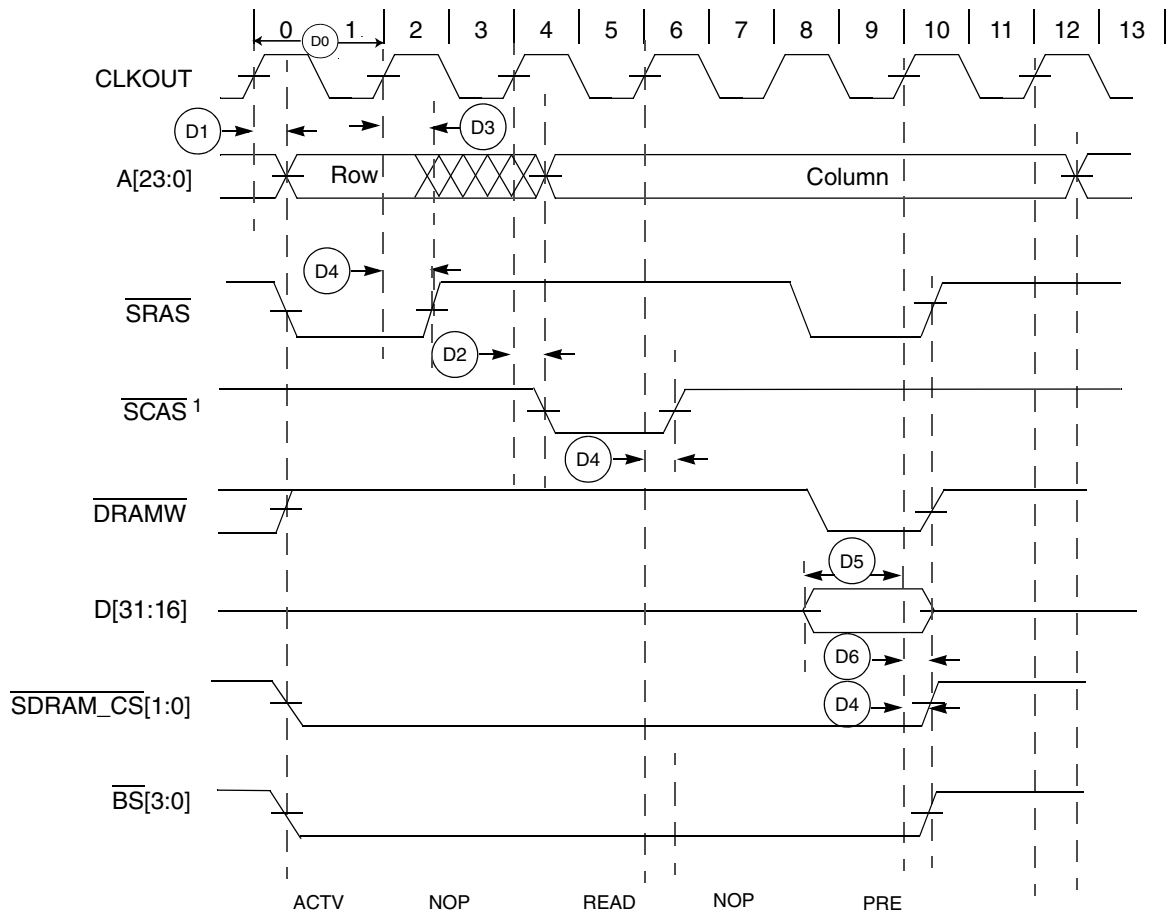 0 1 2 3 4 5 6 7 8 9 10 11 12 13
D0
CLKOUT
D1
D3
A[23:0]
Row
Column
D4
SRAS
D2
SCAS 1
D4
DRAMW
D5
D[31:16]
D6
SDRAM_CS[1:0]
D4
BS[3:0]
ACTV NOP READ NOP PRE